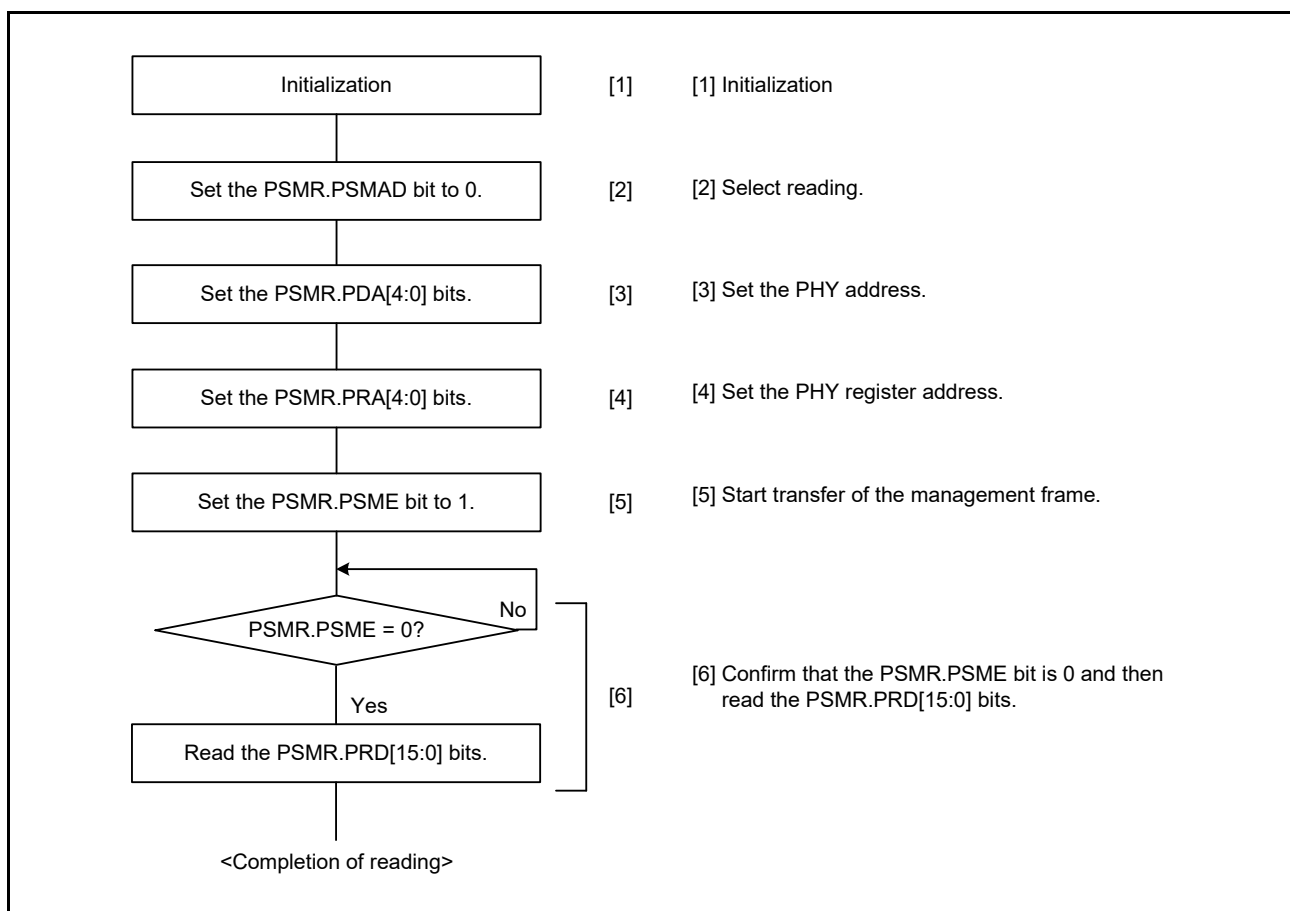 Initialization
[1]
[1] Initialization
Set the PSMR.PSMAD bit to 0.
[2]
[2] Select reading.
Set the PSMR.PDA[4:0] bits.
[3]
[3] Set the PHY address.
Set the PSMR.PRA[4:0] bits.
[4]
[4] Set the PHY register address.
Set the PSMR.PSME bit to 1.
[5]
[5] Start transfer of the management frame.
No
PSMR.PSME = 0?
Yes
[6]
[6] Confirm that the PSMR.PSME bit is 0 and then
read the PSMR.PRD[15:0] bits.
Read the PSMR.PRD[15:0] bits.
<Completion of reading>